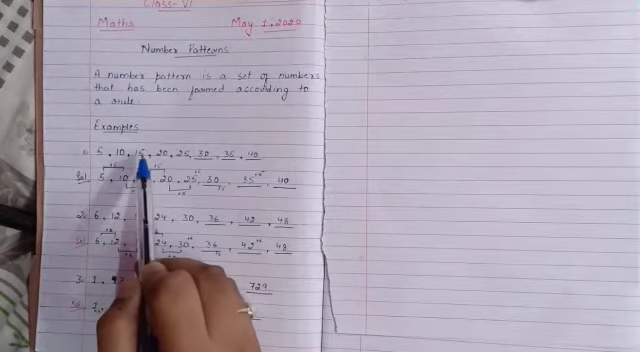 Class- VI
Maths May 1, 2020
Number Patterns
A number pattern is a set of numbers
that has been formed according to
a rule.
Examples
1. 5, 10, 15, 20, 25, 30, 35, 40
Sol 5, 10, 20, 25, 30, 35, 40
2. 6, 12, 24, 30, 36, 42, 48
Sol 6, 12, 24, 30, 36, 42, 48
3. 1, 729
Sol